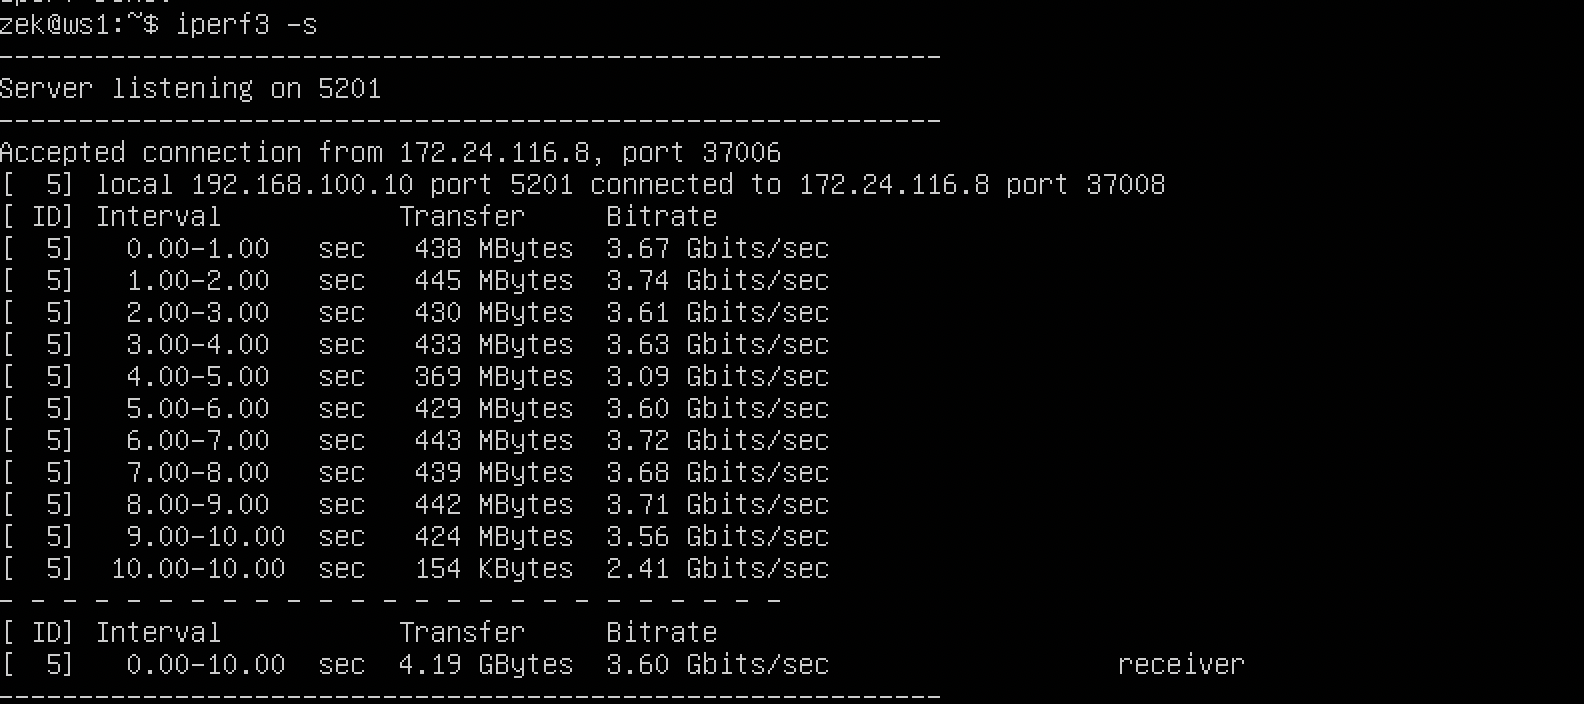 zek@ws1:~$ iperf3 -s
-----------------------------------------------------------
Server listening on 5201
-----------------------------------------------------------
Accepted connection from 172.24.116.8, port 37006
[  5] local 192.168.100.10 port 5201 connected to 172.24.116.8 port 37008
[ ID] Interval           Transfer     Bitrate
[  5]   0.00-1.00   sec   438 MBytes  3.67 Gbits/sec
[  5]   1.00-2.00   sec   445 MBytes  3.74 Gbits/sec
[  5]   2.00-3.00   sec   430 MBytes  3.61 Gbits/sec
[  5]   3.00-4.00   sec   433 MBytes  3.63 Gbits/sec
[  5]   4.00-5.00   sec   369 MBytes  3.09 Gbits/sec
[  5]   5.00-6.00   sec   429 MBytes  3.60 Gbits/sec
[  5]   6.00-7.00   sec   443 MBytes  3.72 Gbits/sec
[  5]   7.00-8.00   sec   439 MBytes  3.68 Gbits/sec
[  5]   8.00-9.00   sec   442 MBytes  3.71 Gbits/sec
[  5]   9.00-10.00  sec   424 MBytes  3.56 Gbits/sec
[  5]  10.00-10.00  sec   154 KBytes  2.41 Gbits/sec
- - - - - - - - - - - - - - - - - - - - - - - - -
[ ID] Interval           Transfer     Bitrate
[  5]   0.00-10.00  sec  4.19 GBytes  3.60 Gbits/sec                  receiver
-----------------------------------------------------------